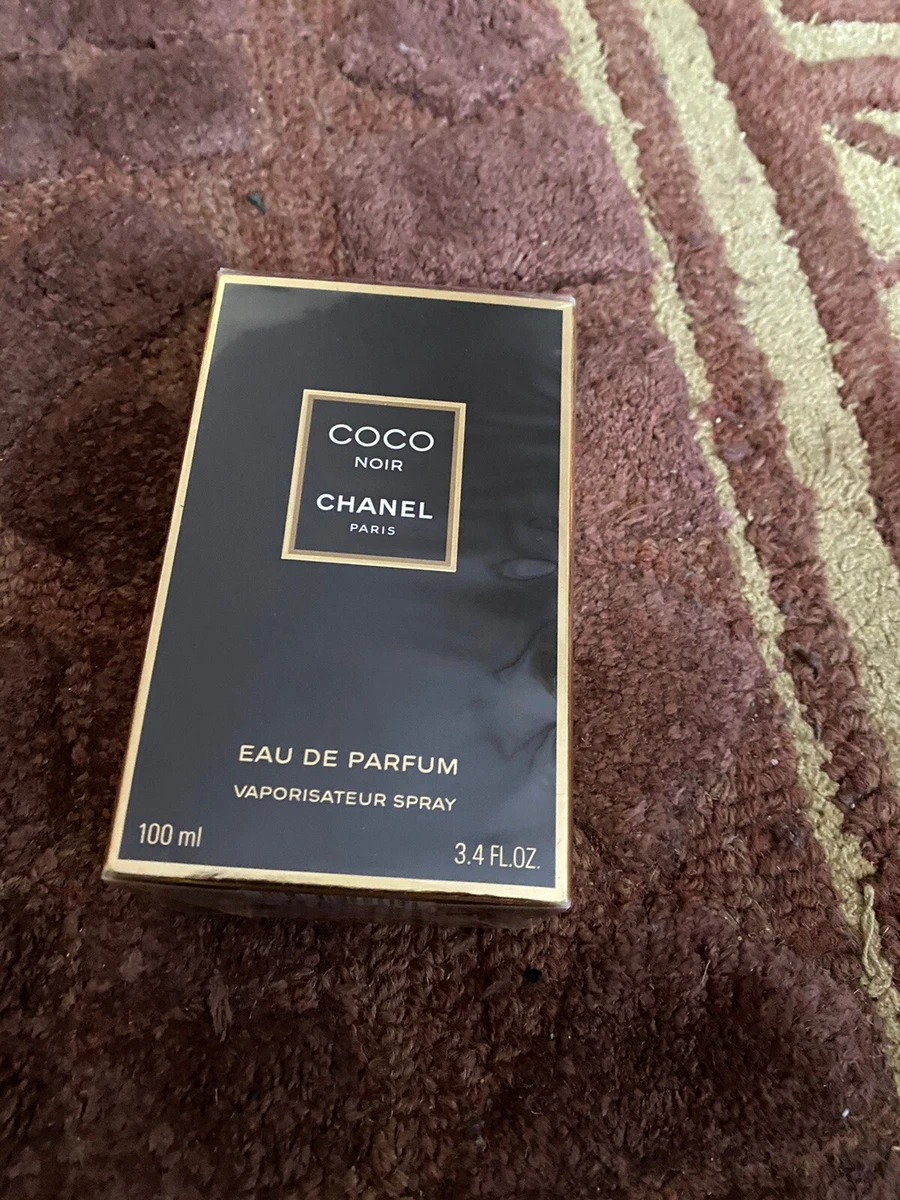 COCO
NOIR
CHANEL
PARIS
EAU DE PARFUM
VAPORISATEUR SPRAY
100 ml
3.4 FL.OZ.